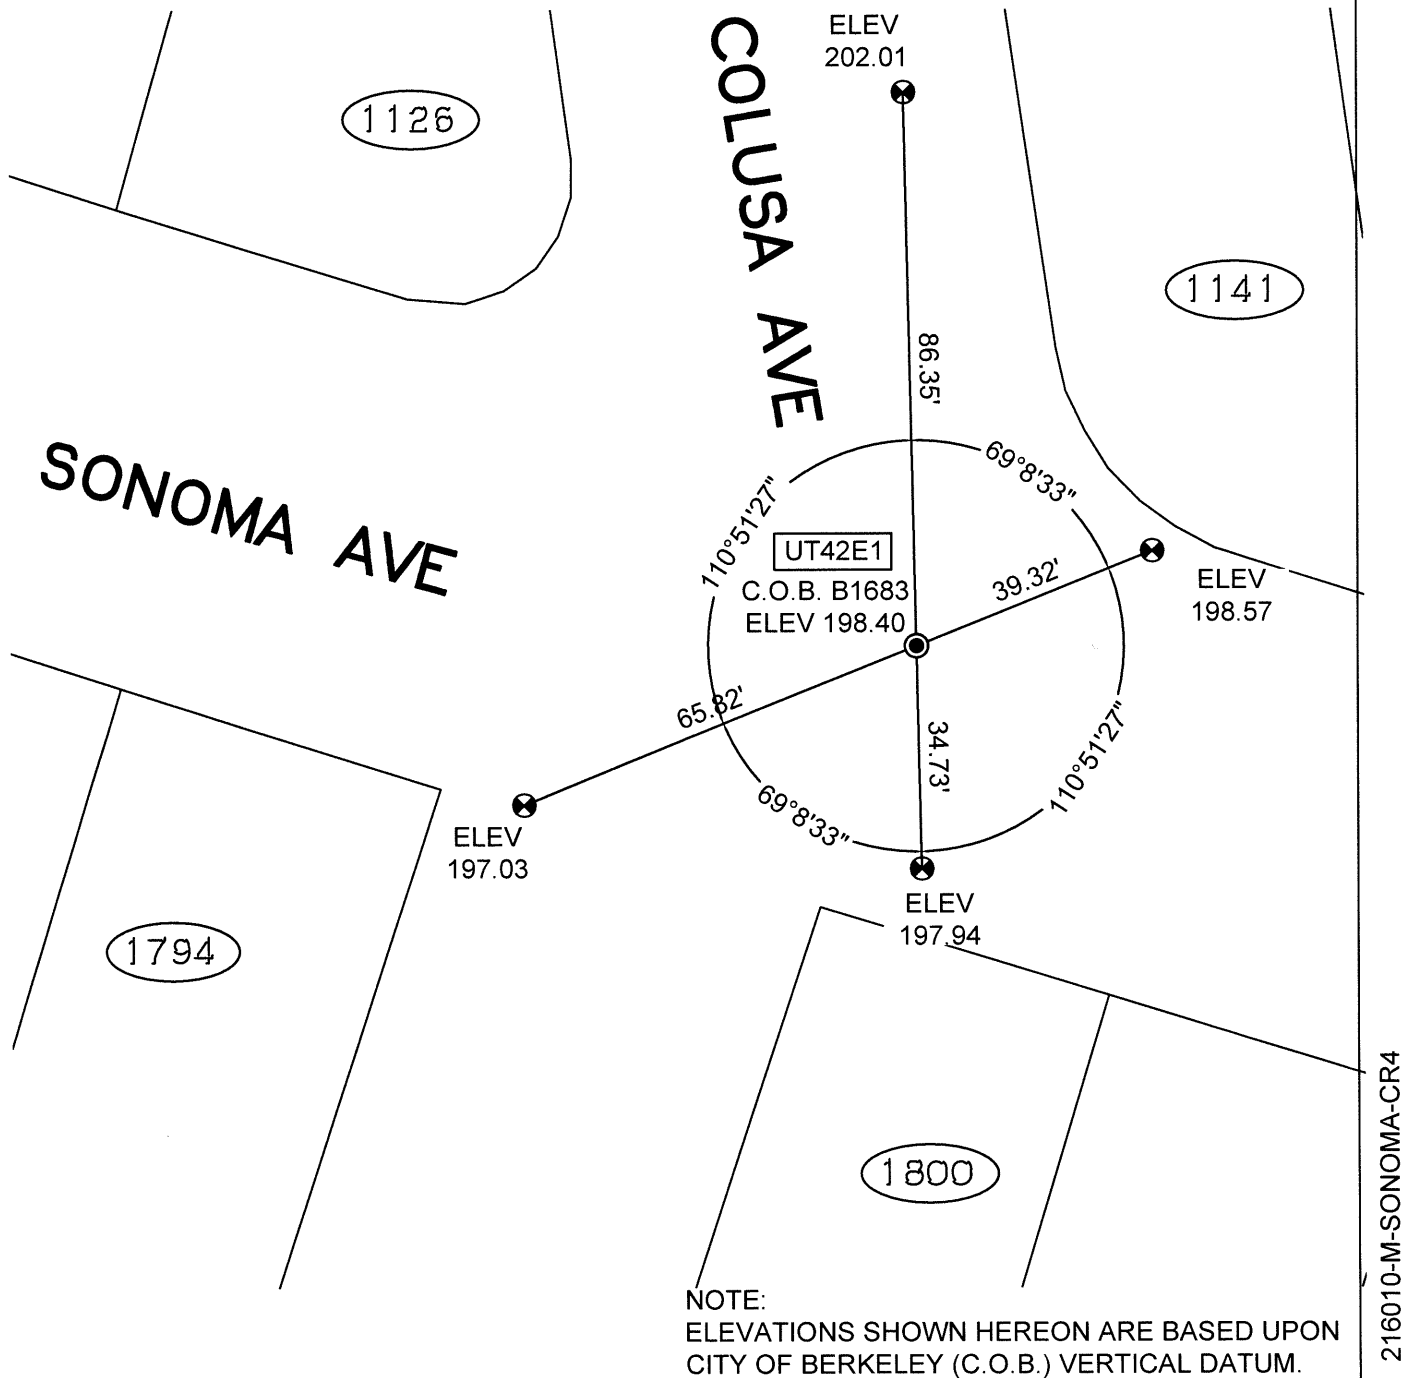 ELEV
202.01
COLUSA AVE
1126
1141
86.35'
SONOMA AVE
69°8'33"
110°51'27"
UT42E1
C.O.B. B1683
ELEV 198.40
39.32'
ELEV
198.57
65.82'
34.73'
110°51'27"
69°8'33"
ELEV
197.03
ELEV
197.94
1794
1800
NOTE:
ELEVATIONS SHOWN HEREON ARE BASED UPON
CITY OF BERKELEY (C.O.B.) VERTICAL DATUM.
216010-M-SONOMA-CR4